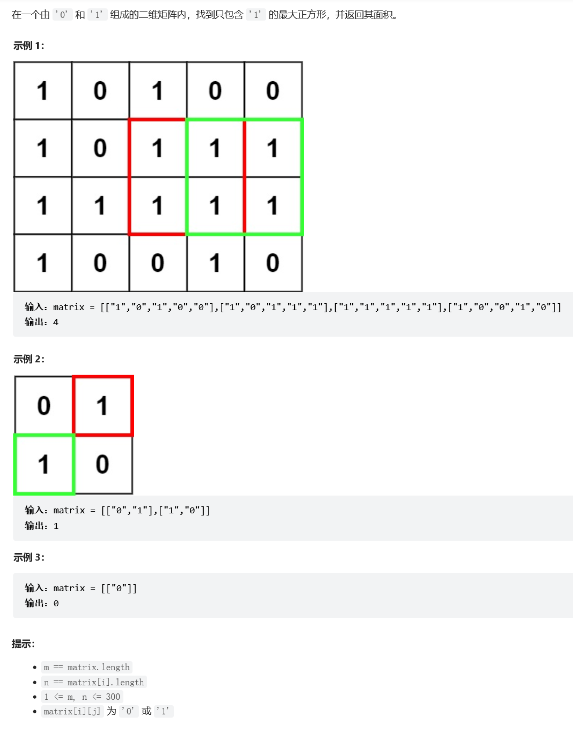 在一个由 '0' 和 '1' 组成的二维矩阵内，找到只包含 '1' 的最大正方形，并返回其面积。
示例 1：
1 0 1 0 0
1 0 1 1 1
1 1 1 1 1
1 0 0 1 0
输入：matrix = [["1","0","1","0","0"],["1","0","1","1","1"],["1","1","1","1","1"],["1","0","0","1","0"]]
输出：4
示例 2：
0 1
1 0
输入：matrix = [["0","1"],["1","0"]]
输出：1
示例 3：
输入：matrix = [["0"]]
输出：0
提示：
• m == matrix.length
• n == matrix[i].length
• 1 <= m, n <= 300
• matrix[i][j] 为 '0' 或 '1'